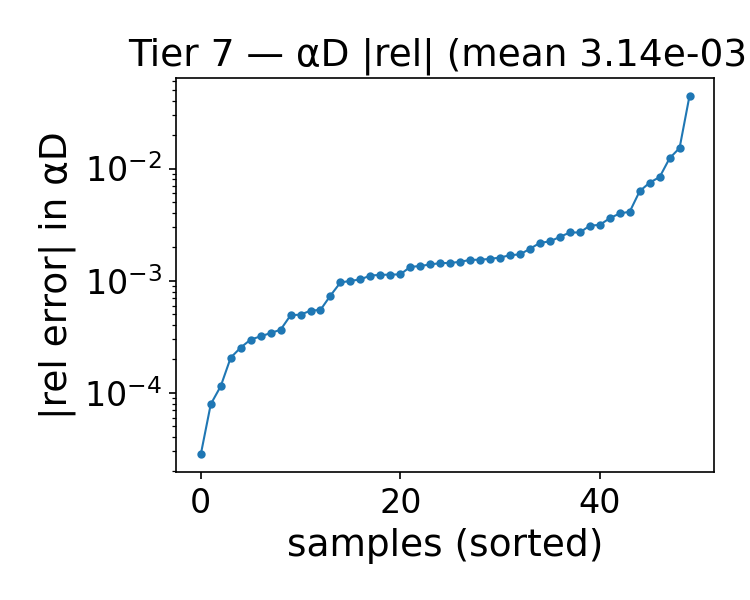 Tier 7 — αD |rel| (mean 3.14e-03
|rel error| in αD
10⁻²
10⁻³
10⁻⁴
0 20 40
samples (sorted)